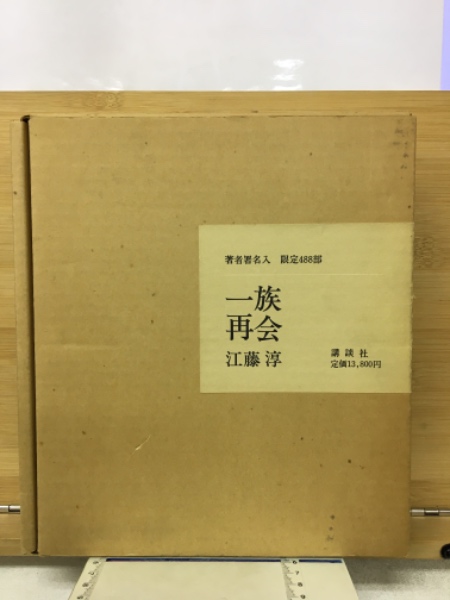 著者署名入 限定488部
一族
再会
江藤淳
講談社
定価13,800円